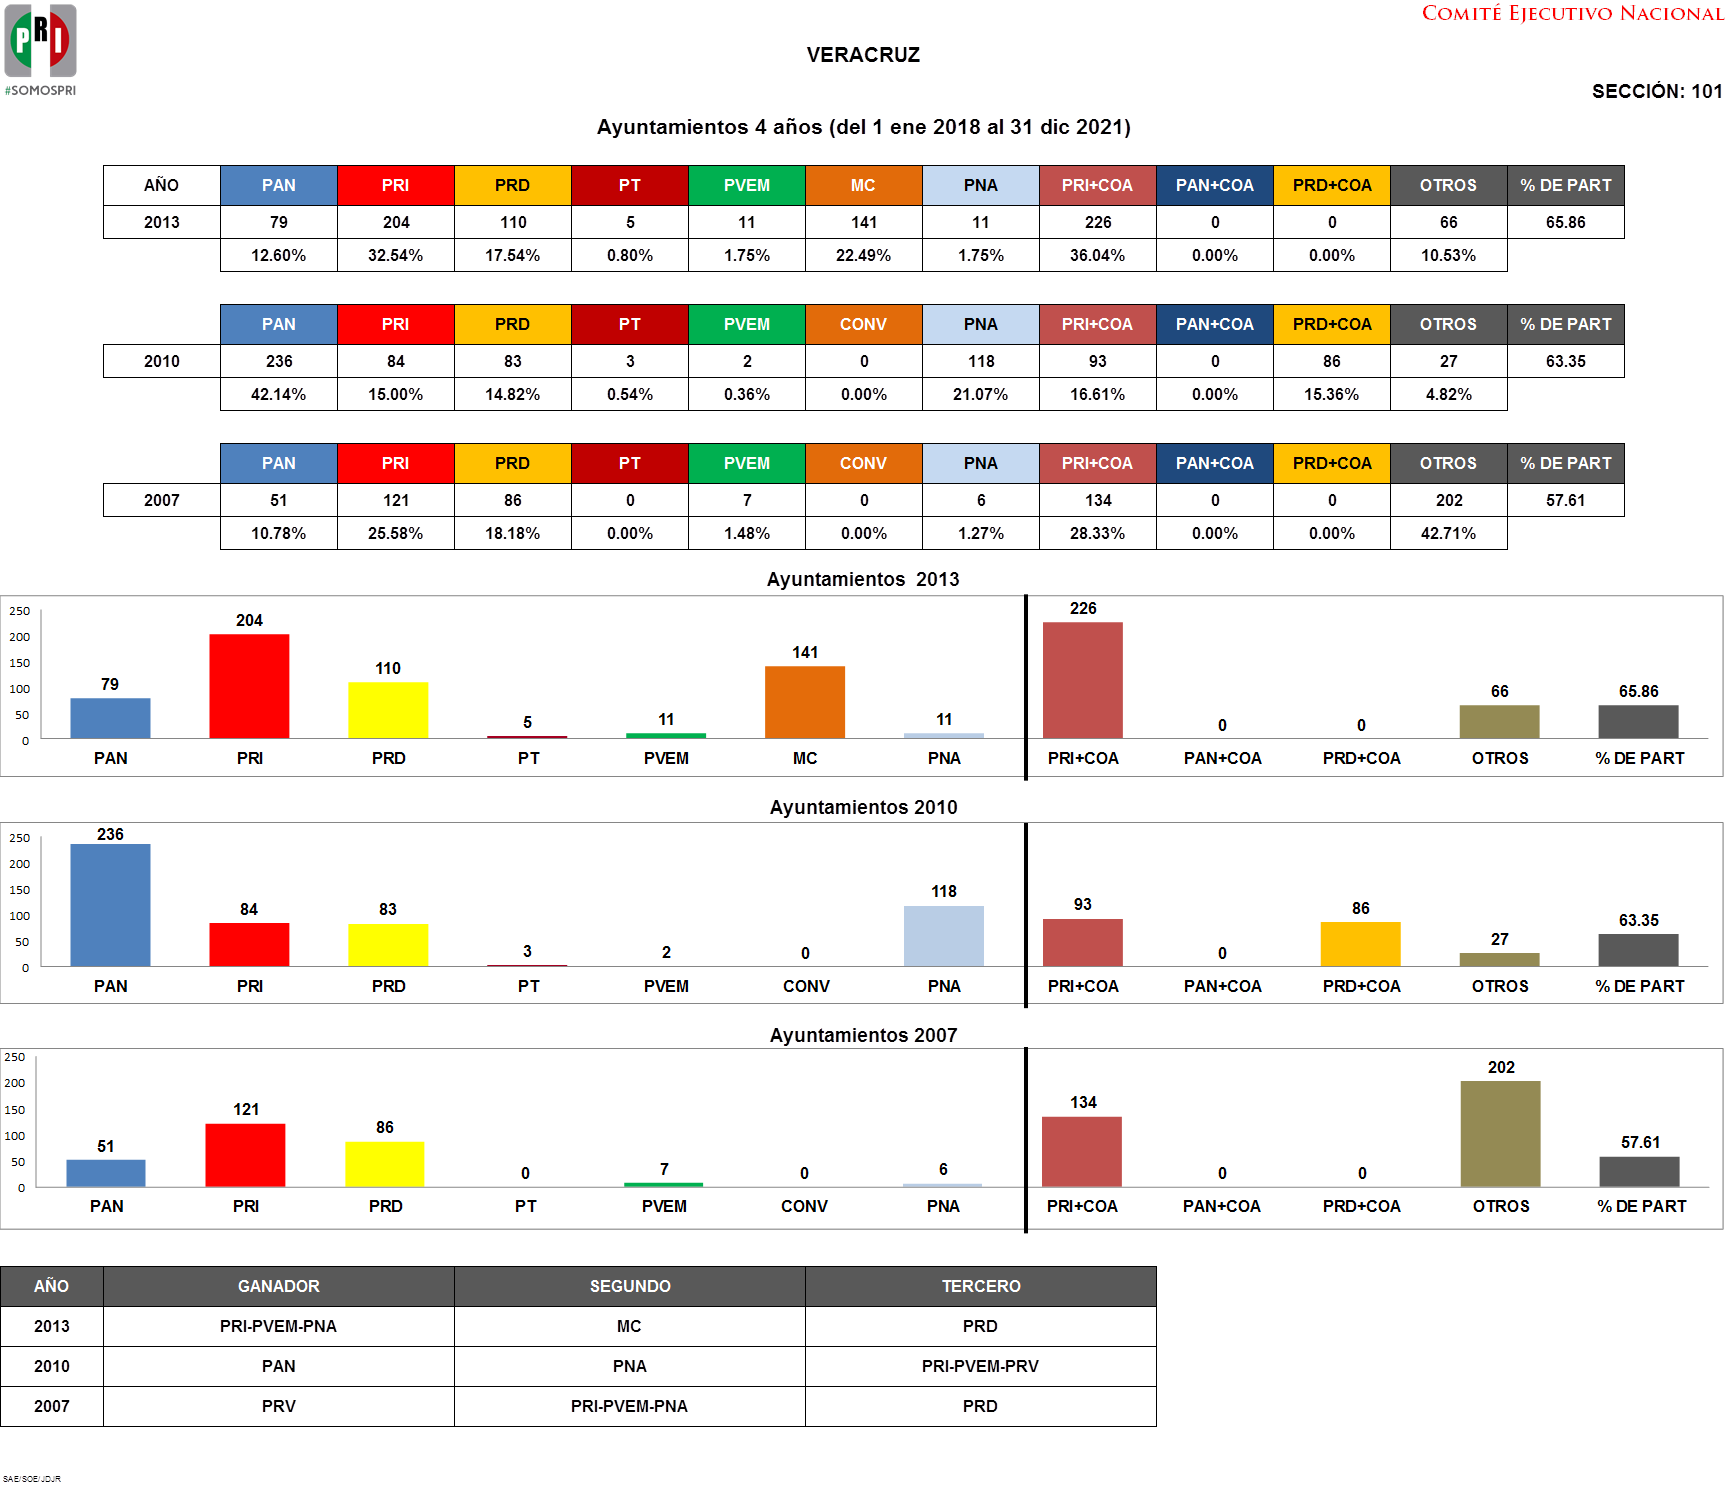 PRI
#SOMOSPRI
COMITÉ EJECUTIVO NACIONAL
VERACRUZ
SECCIÓN: 101
Ayuntamientos 4 años (del 1 ene 2018 al 31 dic 2021)
AÑO PAN PRI PRD PT PVEM MC PNA PRI+COA PAN+COA PRD+COA OTROS % DE PART
2013 79 204 110 5 11 141 11 226 0 0 66 65.86
12.60% 32.54% 17.54% 0.80% 1.75% 22.49% 1.75% 36.04% 0.00% 0.00% 10.53%
PAN PRI PRD PT PVEM CONV PNA PRI+COA PAN+COA PRD+COA OTROS % DE PART
2010 236 84 83 3 2 0 118 93 0 86 27 63.35
42.14% 15.00% 14.82% 0.54% 0.36% 0.00% 21.07% 16.61% 0.00% 15.36% 4.82%
PAN PRI PRD PT PVEM CONV PNA PRI+COA PAN+COA PRD+COA OTROS % DE PART
2007 51 121 86 0 7 0 6 134 0 0 202 57.61
10.78% 25.58% 18.18% 0.00% 1.48% 0.00% 1.27% 28.33% 0.00% 0.00% 42.71%
Ayuntamientos 2013
250
200
150
100
50
0
79 204 110 5 11 141 11 226 0 0 66 65.86
PAN PRI PRD PT PVEM MC PNA PRI+COA PAN+COA PRD+COA OTROS % DE PART
Ayuntamientos 2010
250
200
150
100
50
0
236 84 83 3 2 0 118 93 0 86 27 63.35
PAN PRI PRD PT PVEM CONV PNA PRI+COA PAN+COA PRD+COA OTROS % DE PART
Ayuntamientos 2007
250
200
150
100
50
0
51 121 86 0 7 0 6 134 0 0 202 57.61
PAN PRI PRD PT PVEM CONV PNA PRI+COA PAN+COA PRD+COA OTROS % DE PART
AÑO GANADOR SEGUNDO TERCERO
2013 PRI-PVEM-PNA MC PRD
2010 PAN PNA PRI-PVEM-PRV
2007 PRV PRI-PVEM-PNA PRD
SAE/SOE/JDJR